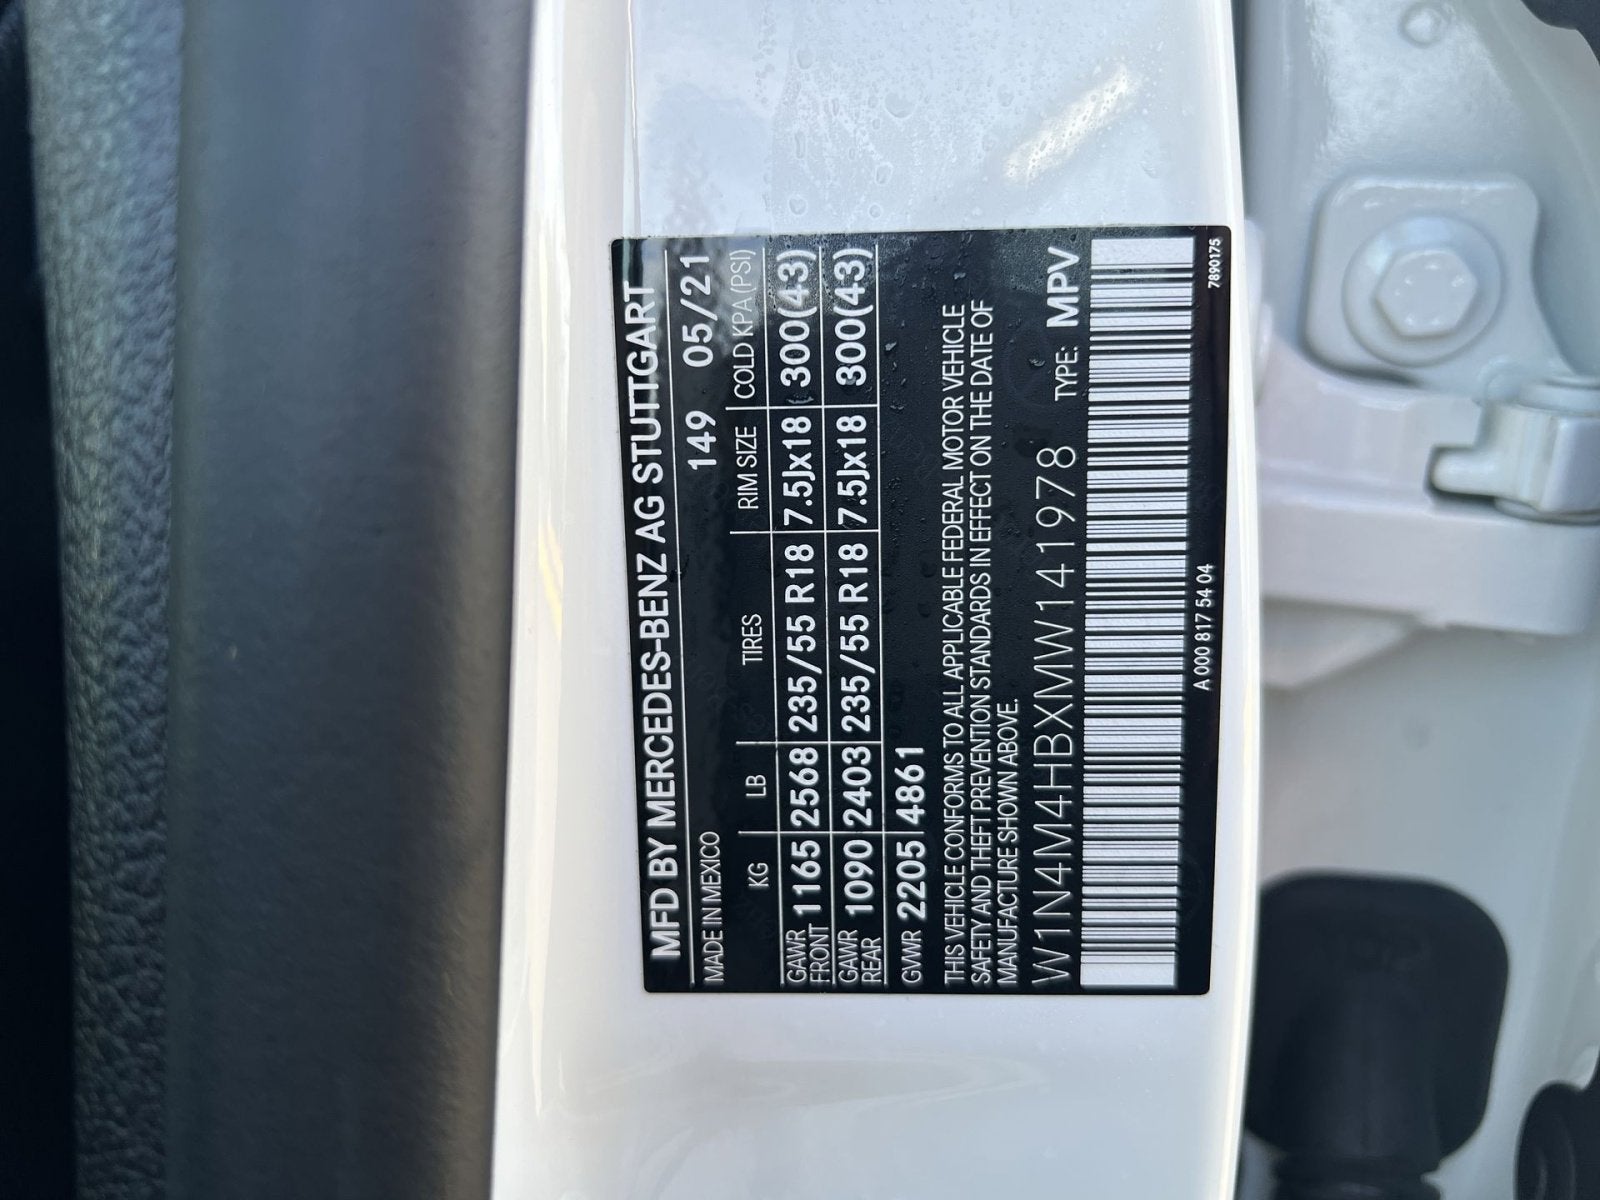 MFD BY MERCEDES-BENZ AG STUTTGART
MADE IN MEXICO 149 05/21
KG LB TIRES RIM SIZE COLD KPA (PSI)
GAWR FRONT 1165 2568 235/55 R18 7.5Jx18 300(43)
GAWR REAR 1090 2403 235/55 R18 7.5Jx18 300(43)
GVWR 2205 4861
THIS VEHICLE CONFORMS TO ALL APPLICABLE FEDERAL MOTOR VEHICLE
SAFETY AND THEFT PREVENTION STANDARDS IN EFFECT ON THE DATE OF
MANUFACTURE SHOWN ABOVE.
W1N4M4HBXMW141978 TYPE: MPV
A 000 817 54 04 7890175